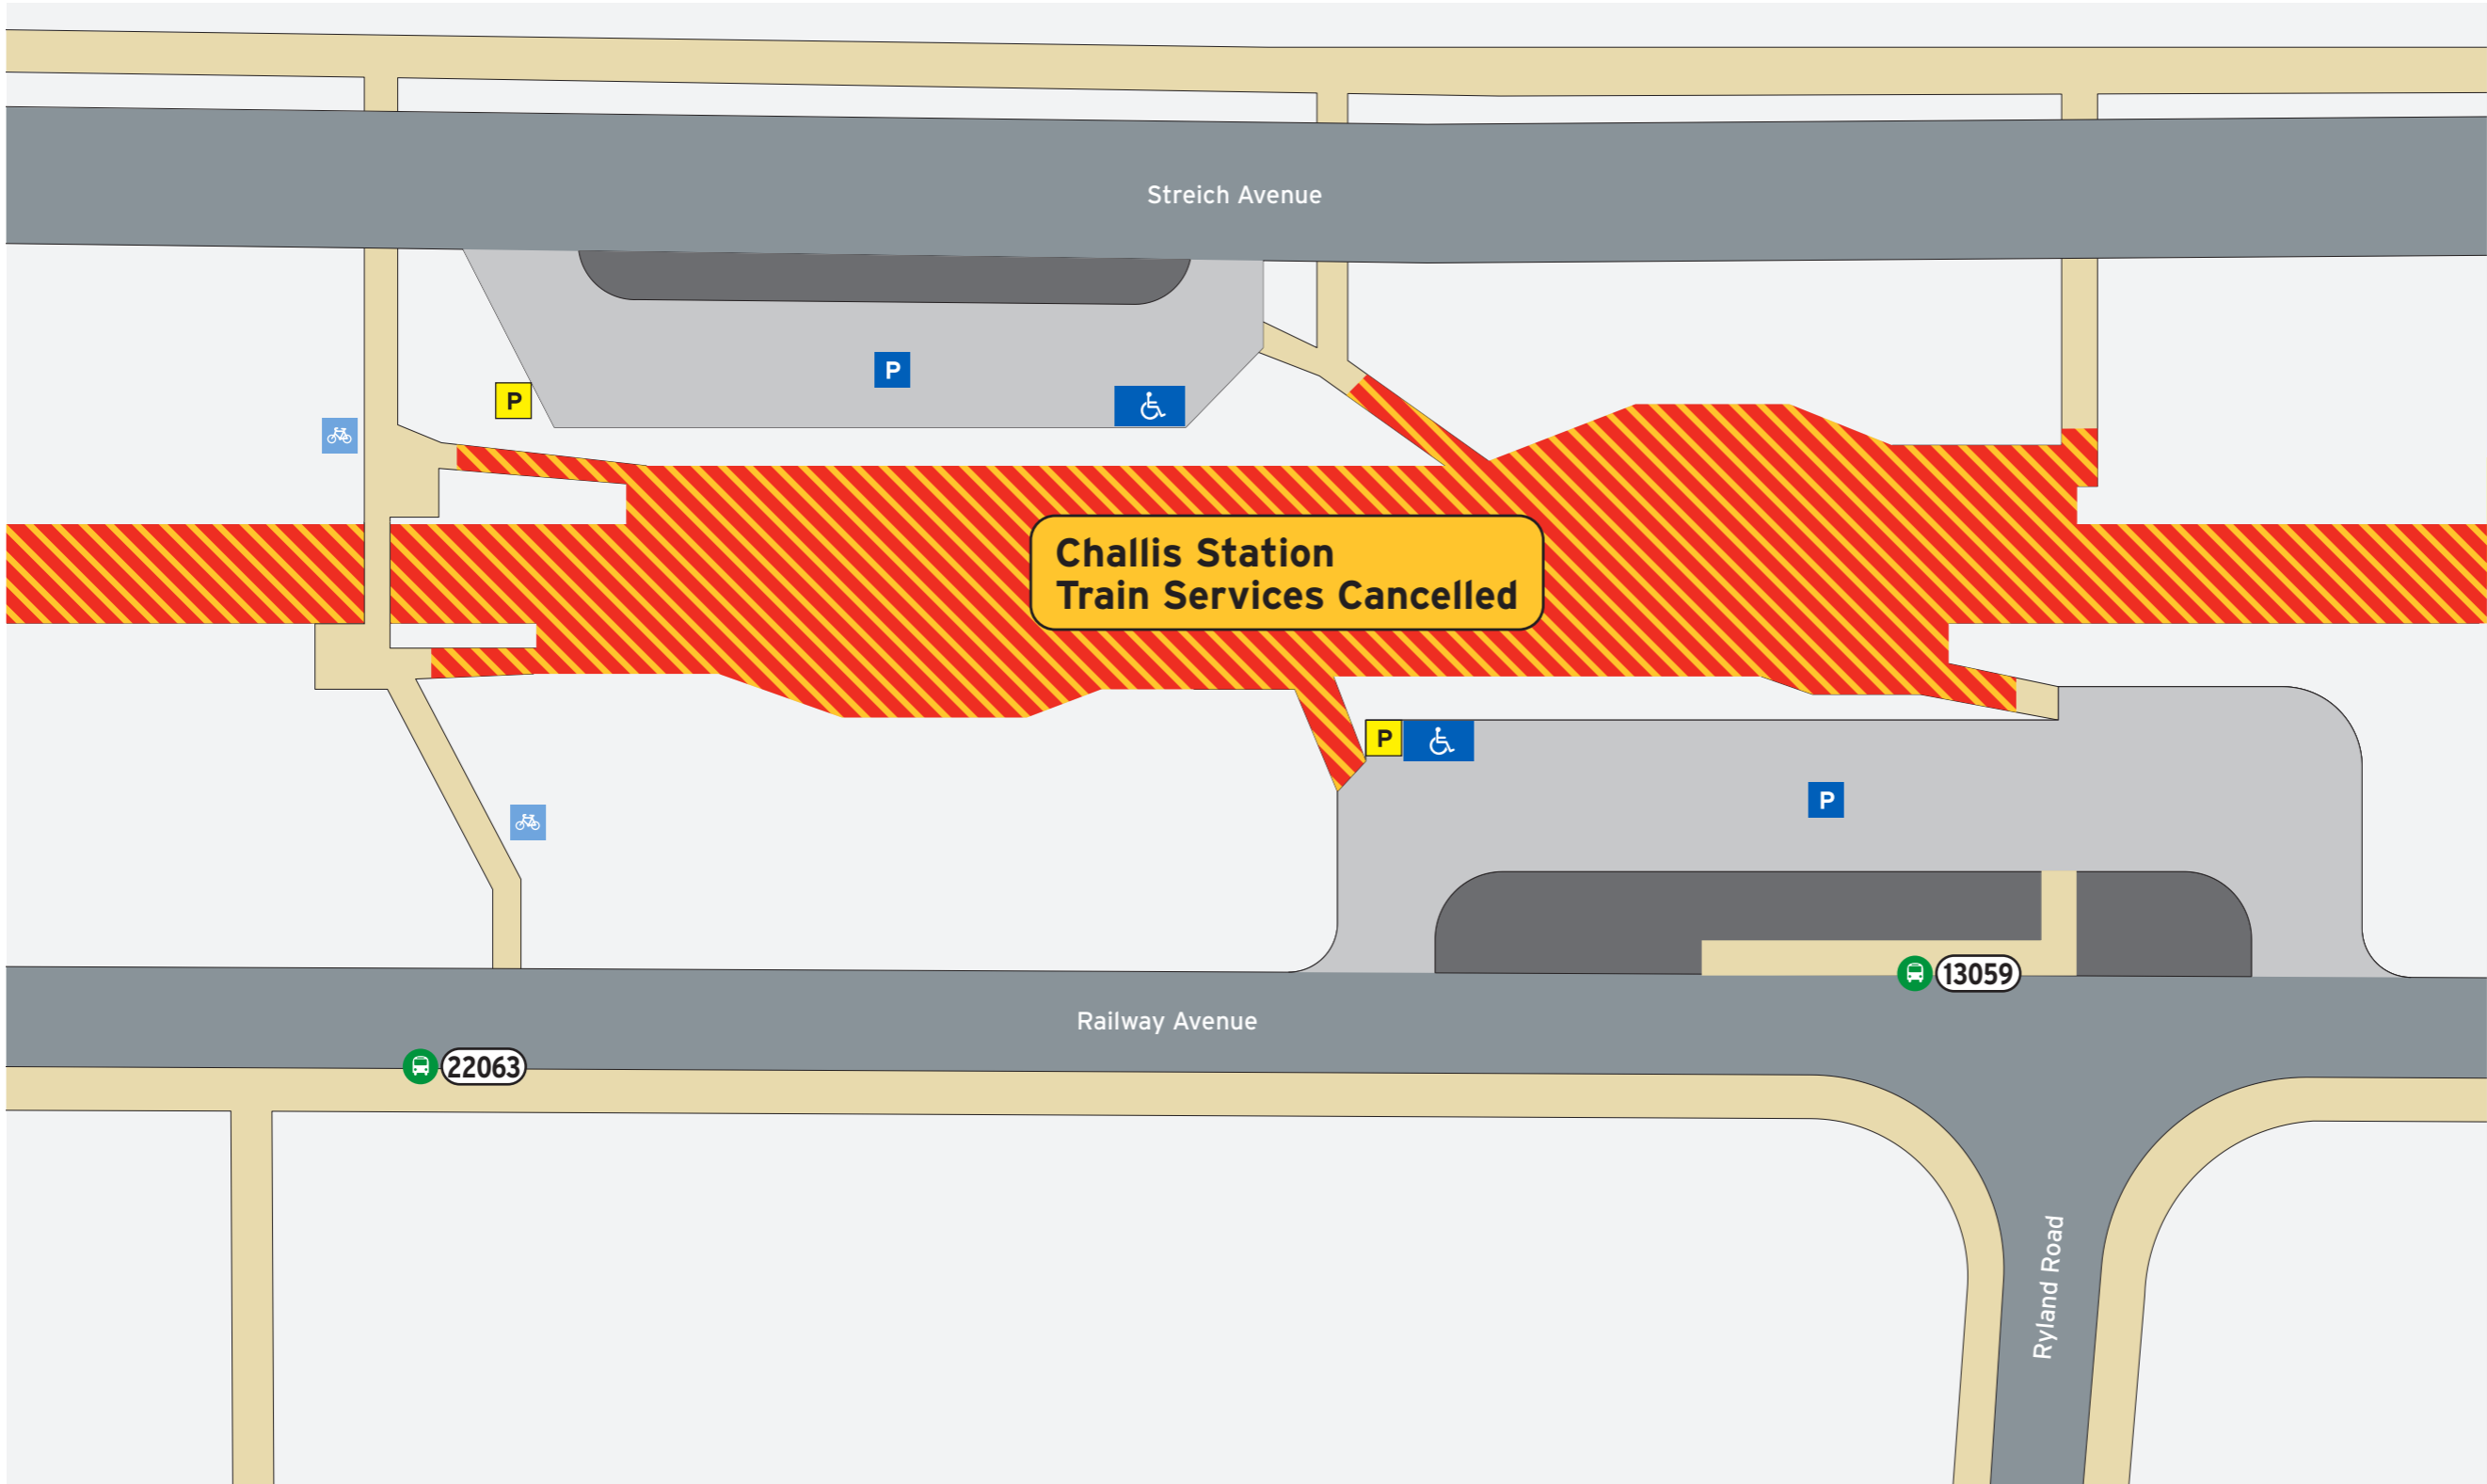 Streich Avenue
P
P
Challis Station
Train Services Cancelled
P
P
13059
Railway Avenue
22063
Ryland Road